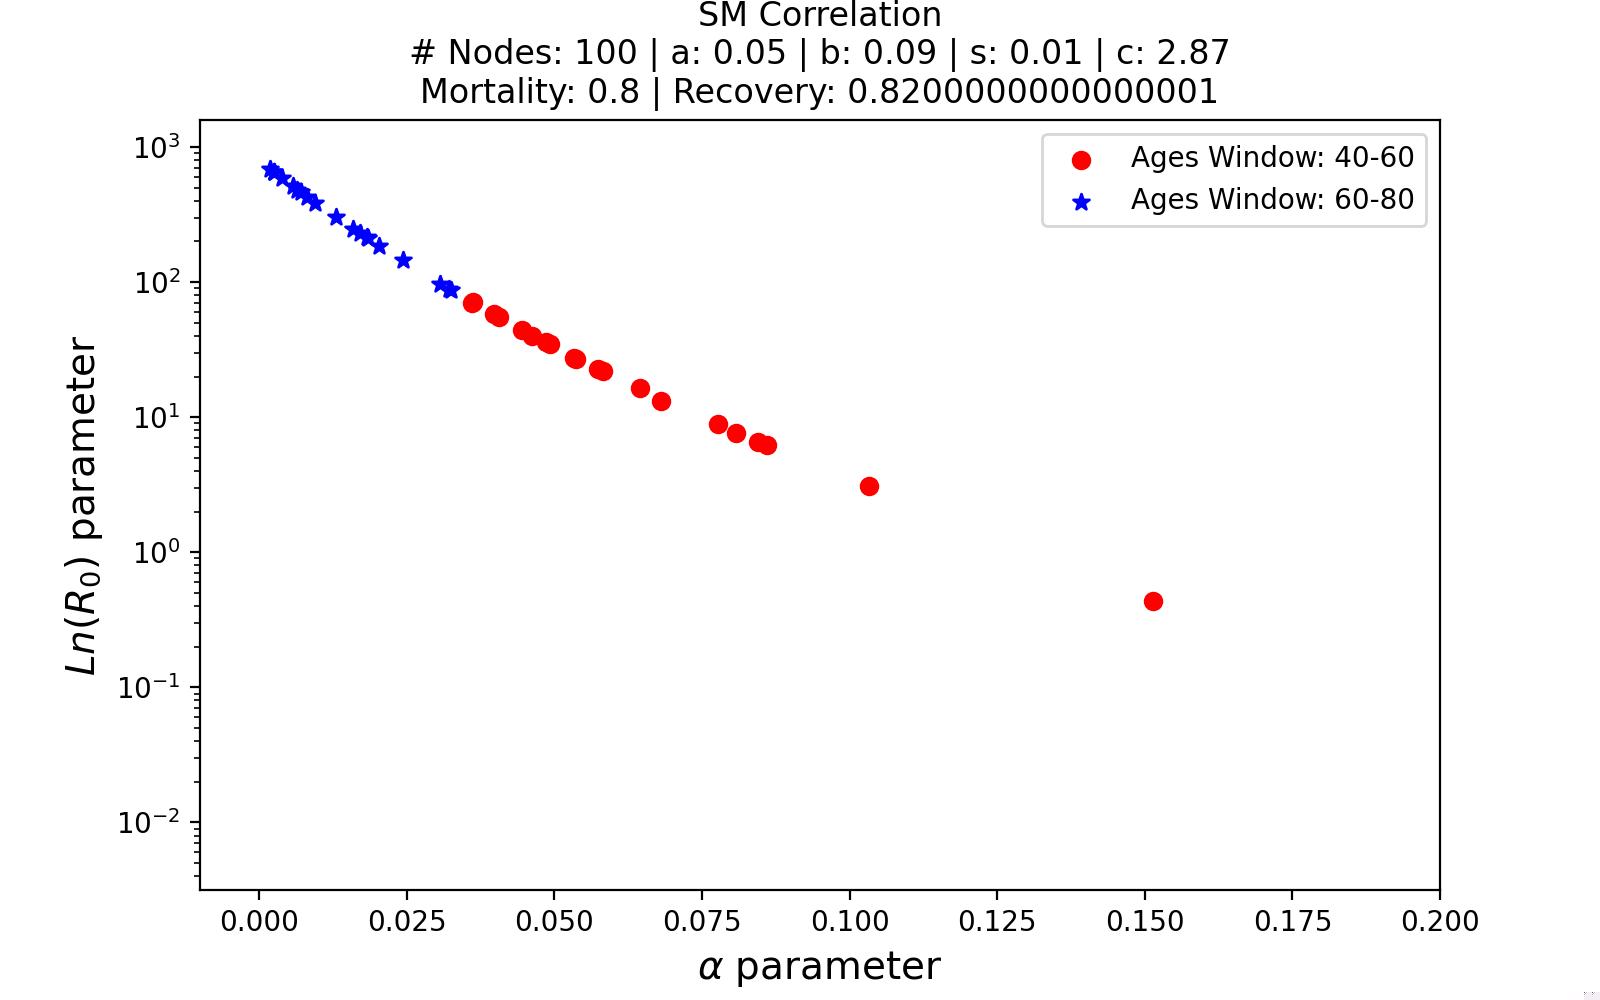 SM Correlation
# Nodes: 100 | a: 0.05 | b: 0.09 | s: 0.01 | c: 2.87
Mortality: 0.8 | Recovery: 0.8200000000000001
Ages Window: 40-60
Ages Window: 60-80
Ln(R₀) parameter
10³
10²
10¹
10⁰
10⁻¹
10⁻²
0.000 0.025 0.050 0.075 0.100 0.125 0.150 0.175 0.200
α parameter